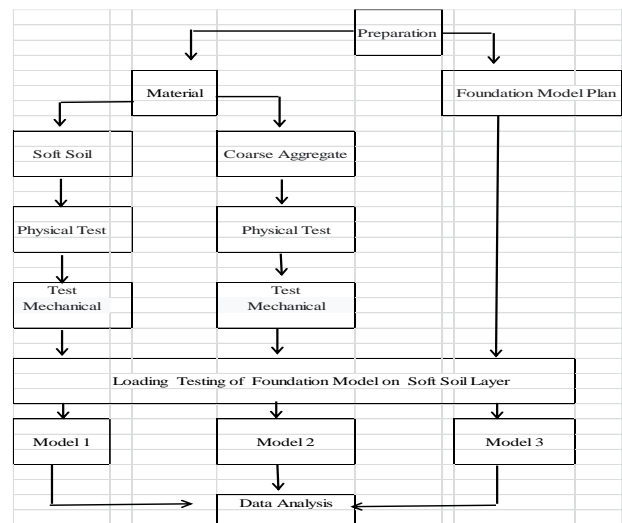 Preparation
Material
Foundation Model Plan
Soft Soil
Coarse Aggregate
Physical Test
Physical Test
Test
Mechanical
Test
Mechanical
Loading Testing of Foundation Model on Soft Soil Layer
Model 1
Model 2
Model 3
Data Analysis